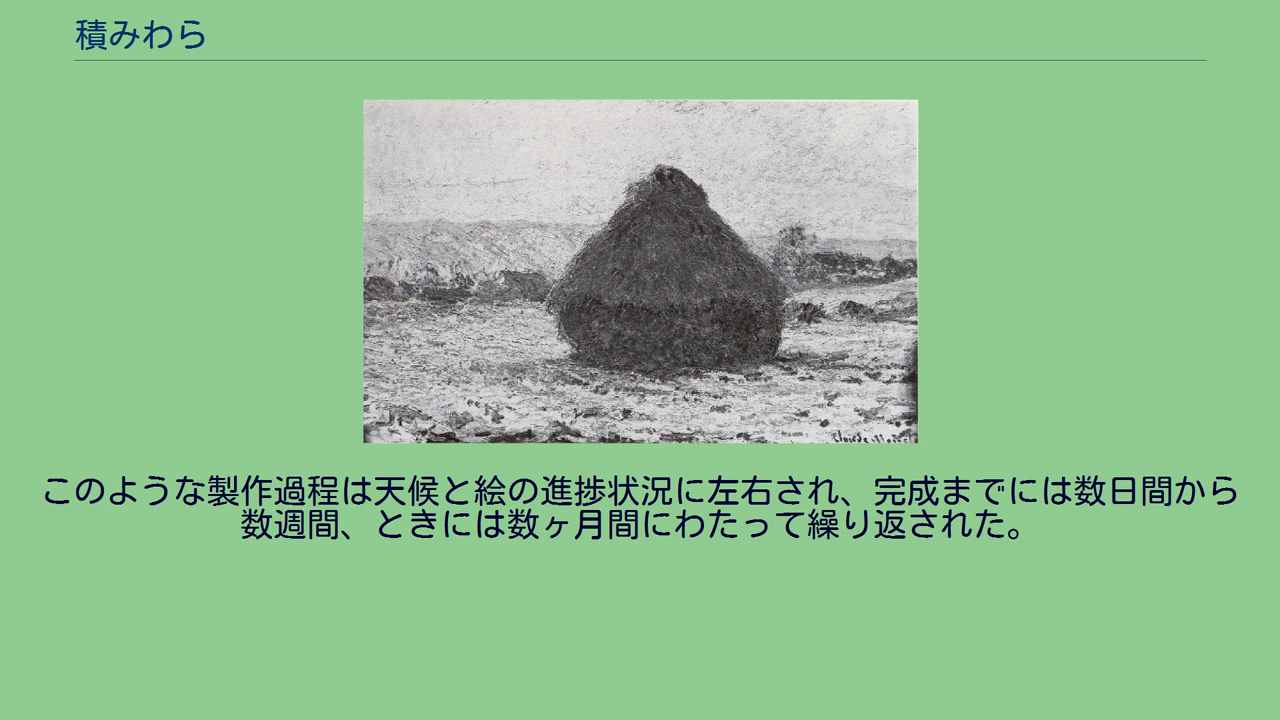 積みわら
Claude Monet
このような製作過程は天候と絵の進捗状況に左右され、完成までには数日間から
数週間、ときには数ヶ月間にわたって繰り返された。